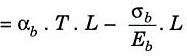 = α_b . T . L − σ_b / E_b . L